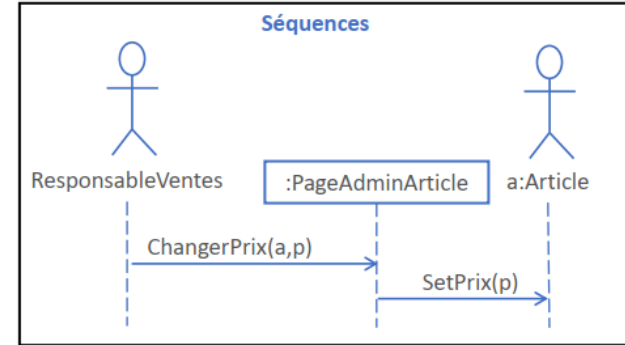 Séquences
ResponsableVentes
:PageAdminArticle
a:Article
ChangerPrix(a,p)
SetPrix(p)